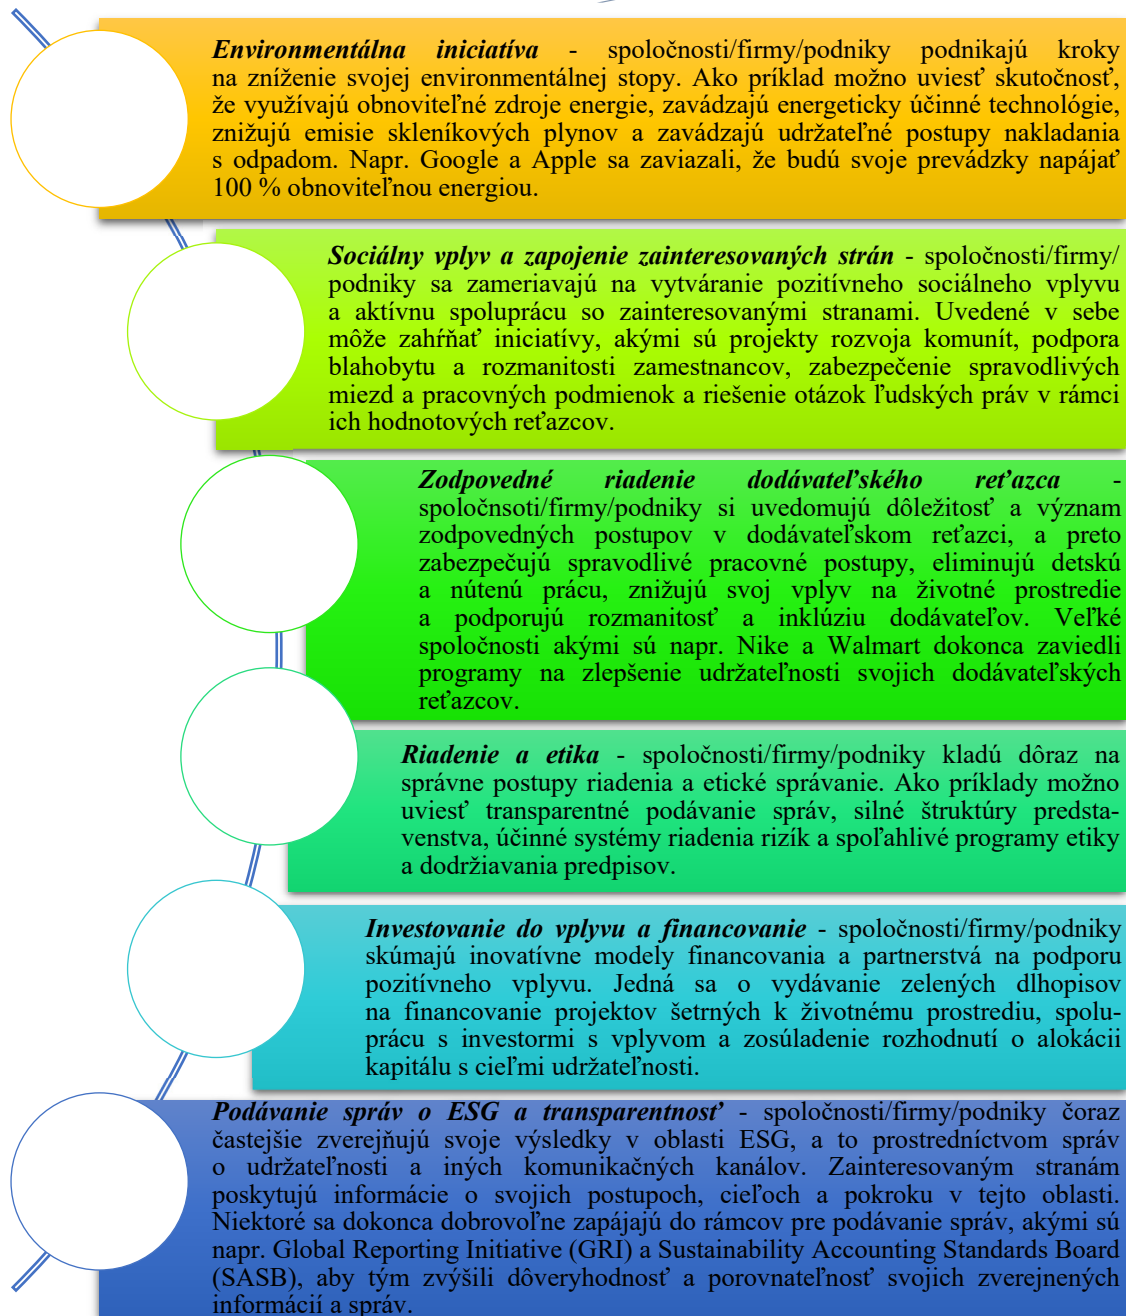 Environmentálna iniciatíva - spoločnosti/firmy/podniky podnikajú kroky
na zníženie svojej environmentálnej stopy. Ako príklad možno uviesť skutočnosť,
že využívajú obnoviteľné zdroje energie, zavádzajú energeticky účinné technológie,
znižujú emisie skleníkových plynov a zavádzajú udržateľné postupy nakladania
s odpadom. Napr. Google a Apple sa zaviazali, že budú svoje prevádzky napájať
100 % obnoviteľnou energiou.
Sociálny vplyv a zapojenie zainteresovaných strán - spoločnosti/firmy/
podniky sa zameriavajú na vytváranie pozitívneho sociálneho vplyvu
a aktívnu spoluprácu so zainteresovanými stranami. Uvedené v sebe
môže zahŕňať iniciatívy, akými sú projekty rozvoja komunít, podpora
blahobytu a rozmanitosti zamestnancov, zabezpečenie spravodlivých
miezd a pracovných podmienok a riešenie otázok ľudských práv v rámci
ich hodnotových reťazcov.
Zodpovedné riadenie dodávateľského reťazca -
spoločnsoti/firmy/podniky si uvedomujú dôležitosť a význam
zodpovedných postupov v dodávateľskom reťazci, a preto
zabezpečujú spravodlivé pracovné postupy, eliminujú detskú
a nútenú prácu, znižujú svoj vplyv na životné prostredie
a podporujú rozmanitosť a inklúziu dodávateľov. Veľké
spoločnosti akými sú napr. Nike a Walmart dokonca zaviedli
programy na zlepšenie udržateľnosti svojich dodávateľských
reťazcov.
Riadenie a etika - spoločnosti/firmy/podniky kladú dôraz na
správne postupy riadenia a etické správanie. Ako príklady možno
uviesť transparentné podávanie správ, silné štruktúry predsta-
venstva, účinné systémy riadenia rizík a spoľahlivé programy etiky
a dodržiavania predpisov.
Investovanie do vplyvu a financovanie - spoločnosti/firmy/podniky
skúmajú inovatívne modely financovania a partnerstvá na podporu
pozitívneho vplyvu. Jedná sa o vydávanie zelených dlhopisov
na financovanie projektov šetrných k životnému prostrediu, spolu-
prácu s investormi s vplyvom a zosúladenie rozhodnutí o alokácii
kapitálu s cieľmi udržateľnosti.
Podávanie správ o ESG a transparentnosť - spoločnosti/firmy/podniky čoraz
častejšie zverejňujú svoje výsledky v oblasti ESG, a to prostredníctvom správ
o udržateľnosti a iných komunikačných kanálov. Zainteresovaným stranám
poskytujú informácie o svojich postupoch, cieľoch a pokroku v tejto oblasti.
Niektoré sa dokonca dobrovoľne zapájajú do rámcov pre podávanie správ, akými sú
napr. Global Reporting Initiative (GRI) a Sustainability Accounting Standards Board
(SASB), aby tým zvýšili dôveryhodnosť a porovnateľnosť svojich zverejnených
informácií a správ.